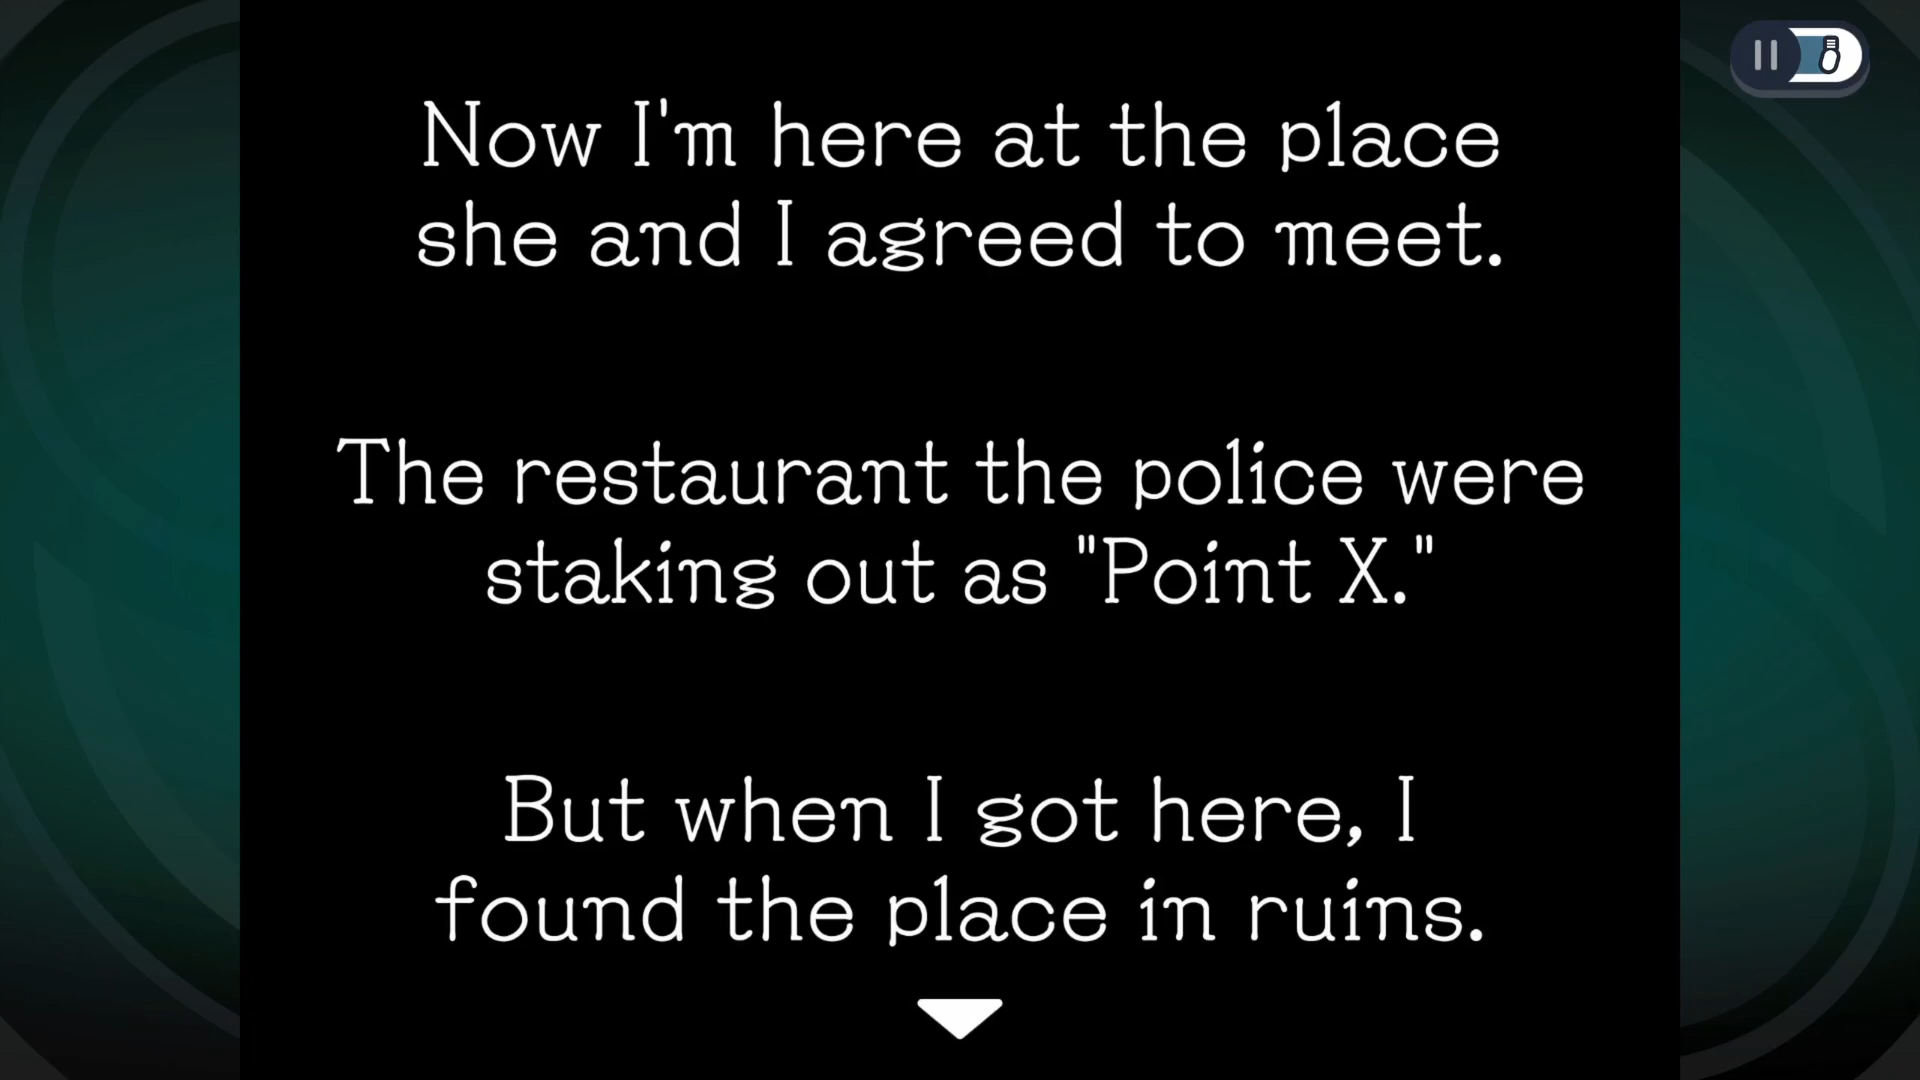 Now I'm here at the place
she and I agreed to meet.
The restaurant the police were
staking out as "Point X."
But when I got here, I
found the place in ruins.